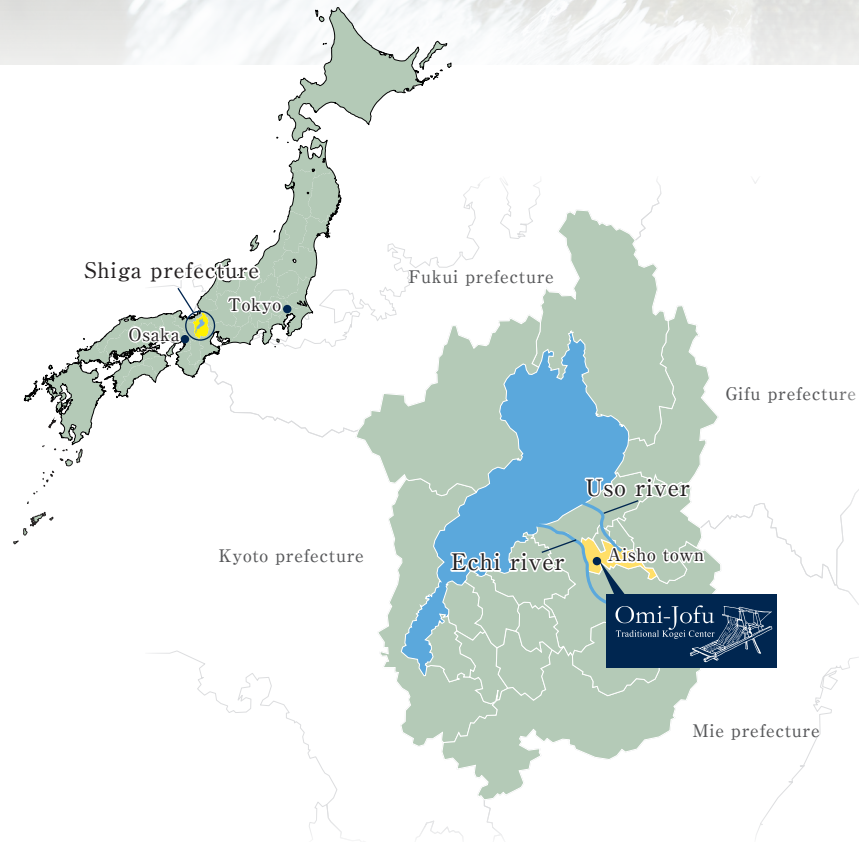 Shiga prefecture
Tokyo
Osaka
Fukui prefecture
Gifu prefecture
Uso river
Kyoto prefecture
Echi river
Aisho town
Omi-Jofu
Traditional Kogei Center
Mie prefecture